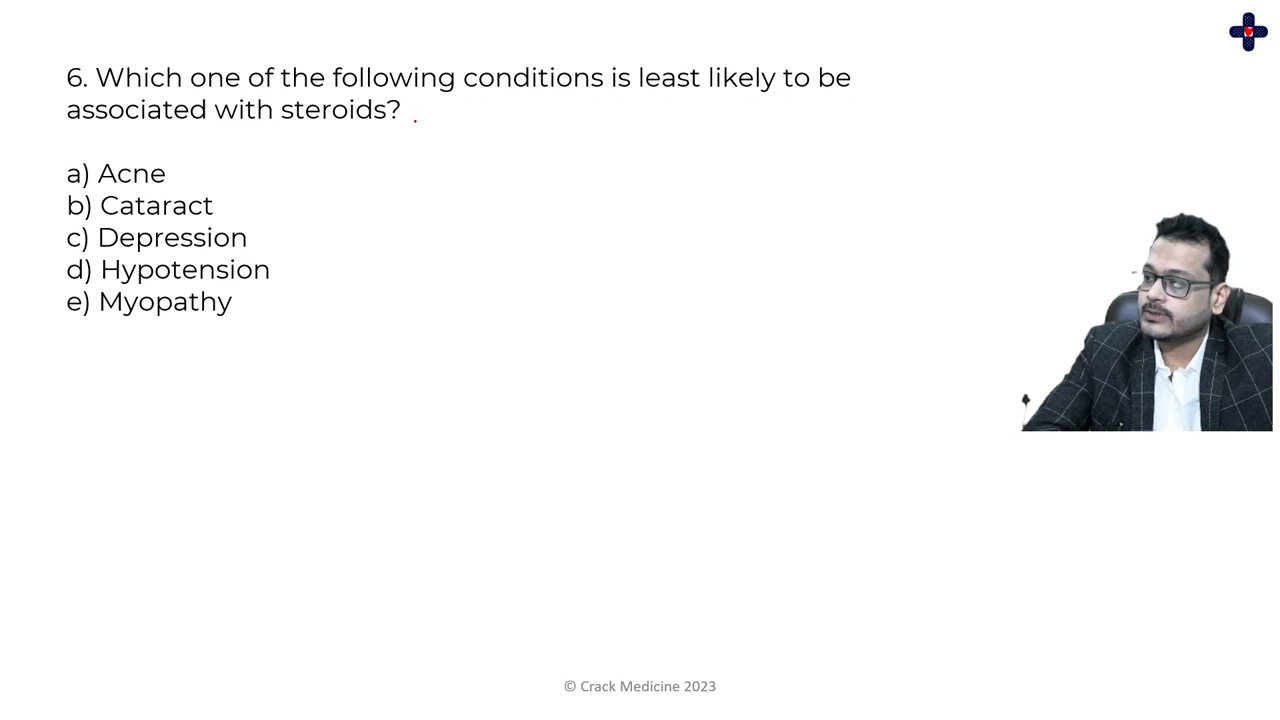 6. Which one of the following conditions is least likely to be
associated with steroids?
a) Acne
b) Cataract
c) Depression
d) Hypotension
e) Myopathy
© Crack Medicine 2023